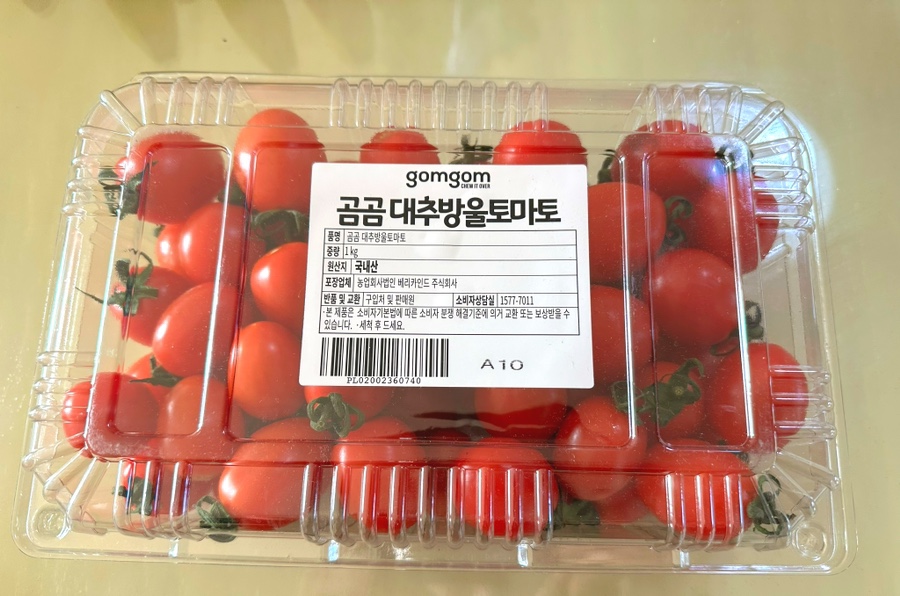 gomgom
CHEW IT OVER
곰곰 대추방울토마토
품명 곰곰 대추방울토마토
중량 1 kg
원산지 국내산
포장업체 농업회사법인 베리카인드 주식회사
반품 및 교환 구입처 및 판매원 소비자상담실 1577-7011
·본 제품은 소비자기본법에 따른 소비자 분쟁 해결기준에 의거 교환 또는 보상받을 수
있습니다. ·세척 후 드세요.
PL02002360740
A10